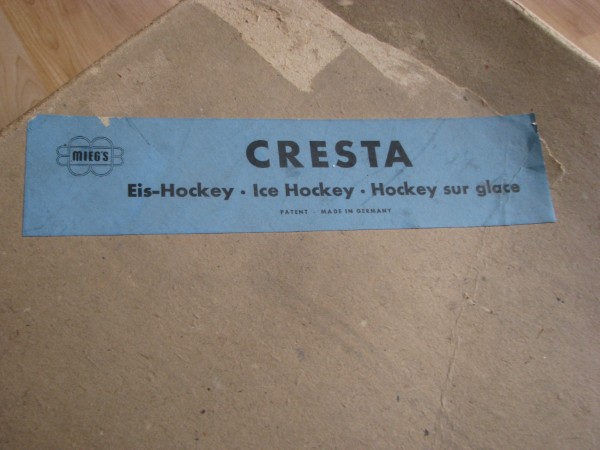 MIEG'S
CRESTA
Eis-Hockey · Ice Hockey · Hockey sur glace
PATENT · MADE IN GERMANY